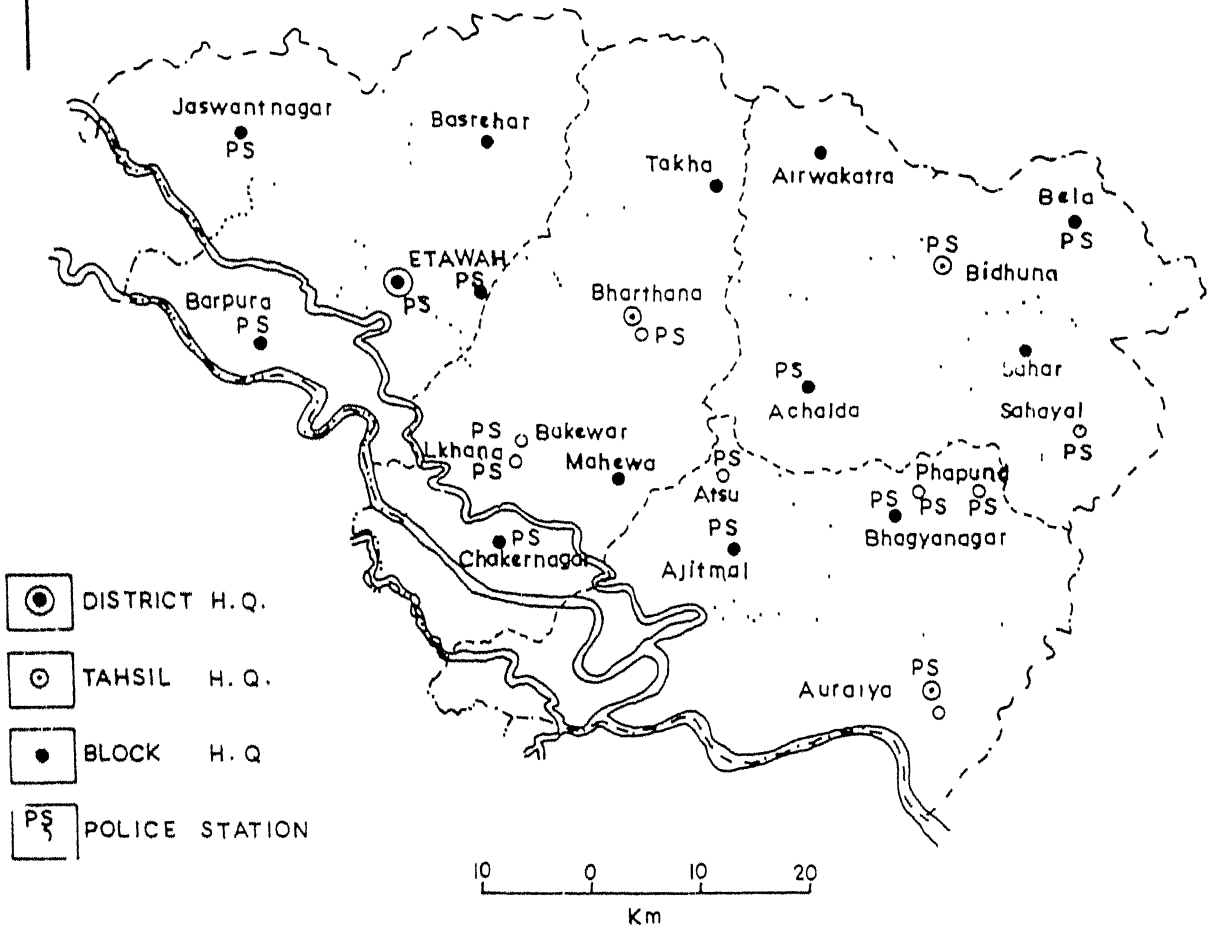 Jaswantnagar
PS
Basrehar
Takha
Airwakatra
Bela
PS
PS
Bidhuna
ETAWAH
PS
PS
Barpura
PS
Bharthana
PS
PS
Achalda
Sahar
Sahayal
PS
PS
Bakewar
Lkhana
PS
Mahewa
PS
Atsu
Phapund
PS
PS
PS
Bhagyanagar
PS
Chakernagar
PS
Ajitmal
PS
Auraiya
DISTRICT H.Q.
TAHSIL H.Q.
BLOCK H.Q
PS
POLICE STATION
10 0 10 20
Km